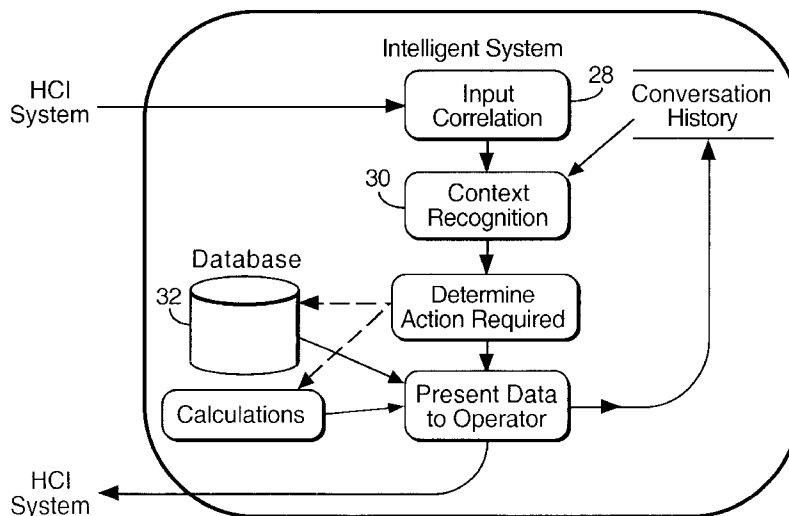 Intelligent System
HCI
System
Input
Correlation
28
Conversation
History
30
Context
Recognition
Database
32
Determine
Action Required
Calculations
Present Data
to Operator
HCI
System